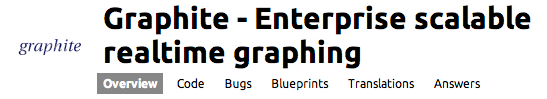 graphite
Graphite - Enterprise scalable
realtime graphing
Overview Code Bugs Blueprints Translations Answers